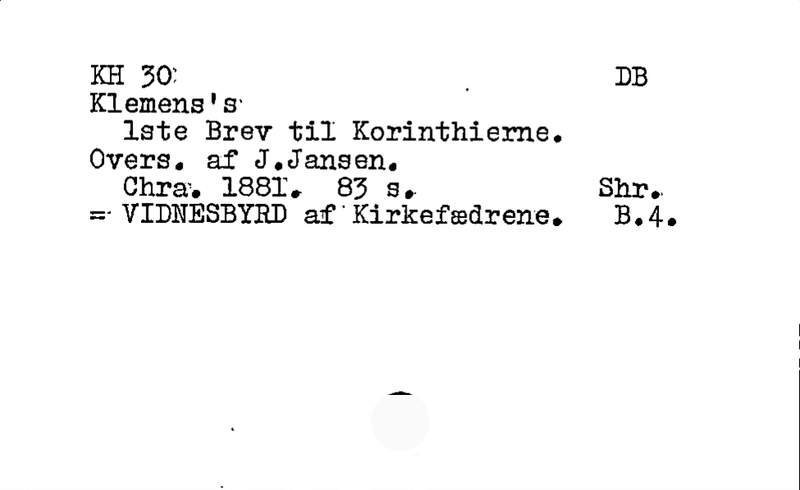 KH 30 DB
Klemens's
1ste Brev til Korinthierne.
Overs. af J.Jansen.
Chra. 1881. 83 s. Shr.
= VIDNESBYRD af Kirkefædrene. B.4.